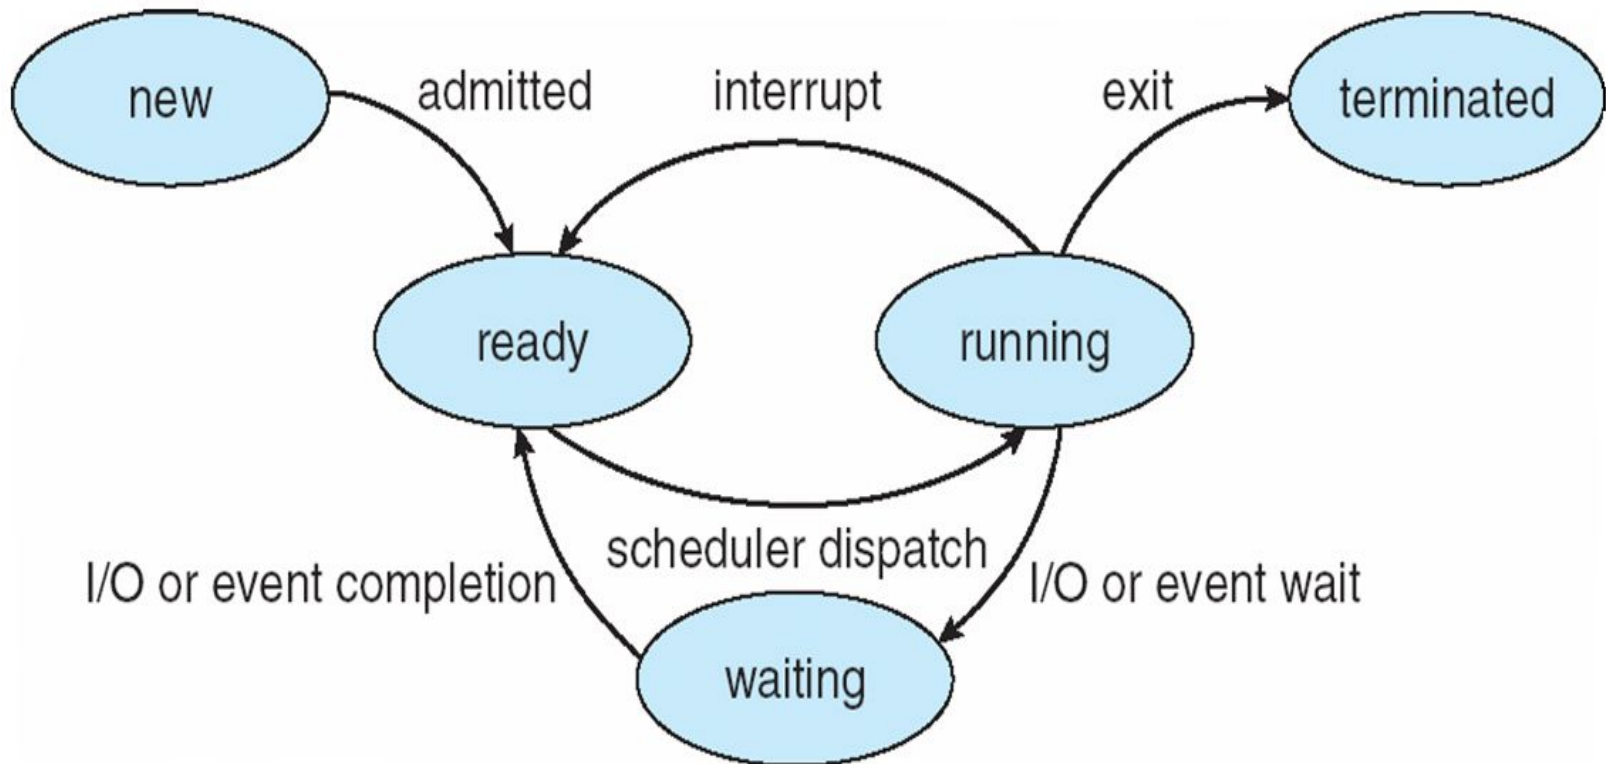 new
admitted
interrupt
exit
terminated
ready
running
scheduler dispatch
I/O or event completion
I/O or event wait
waiting